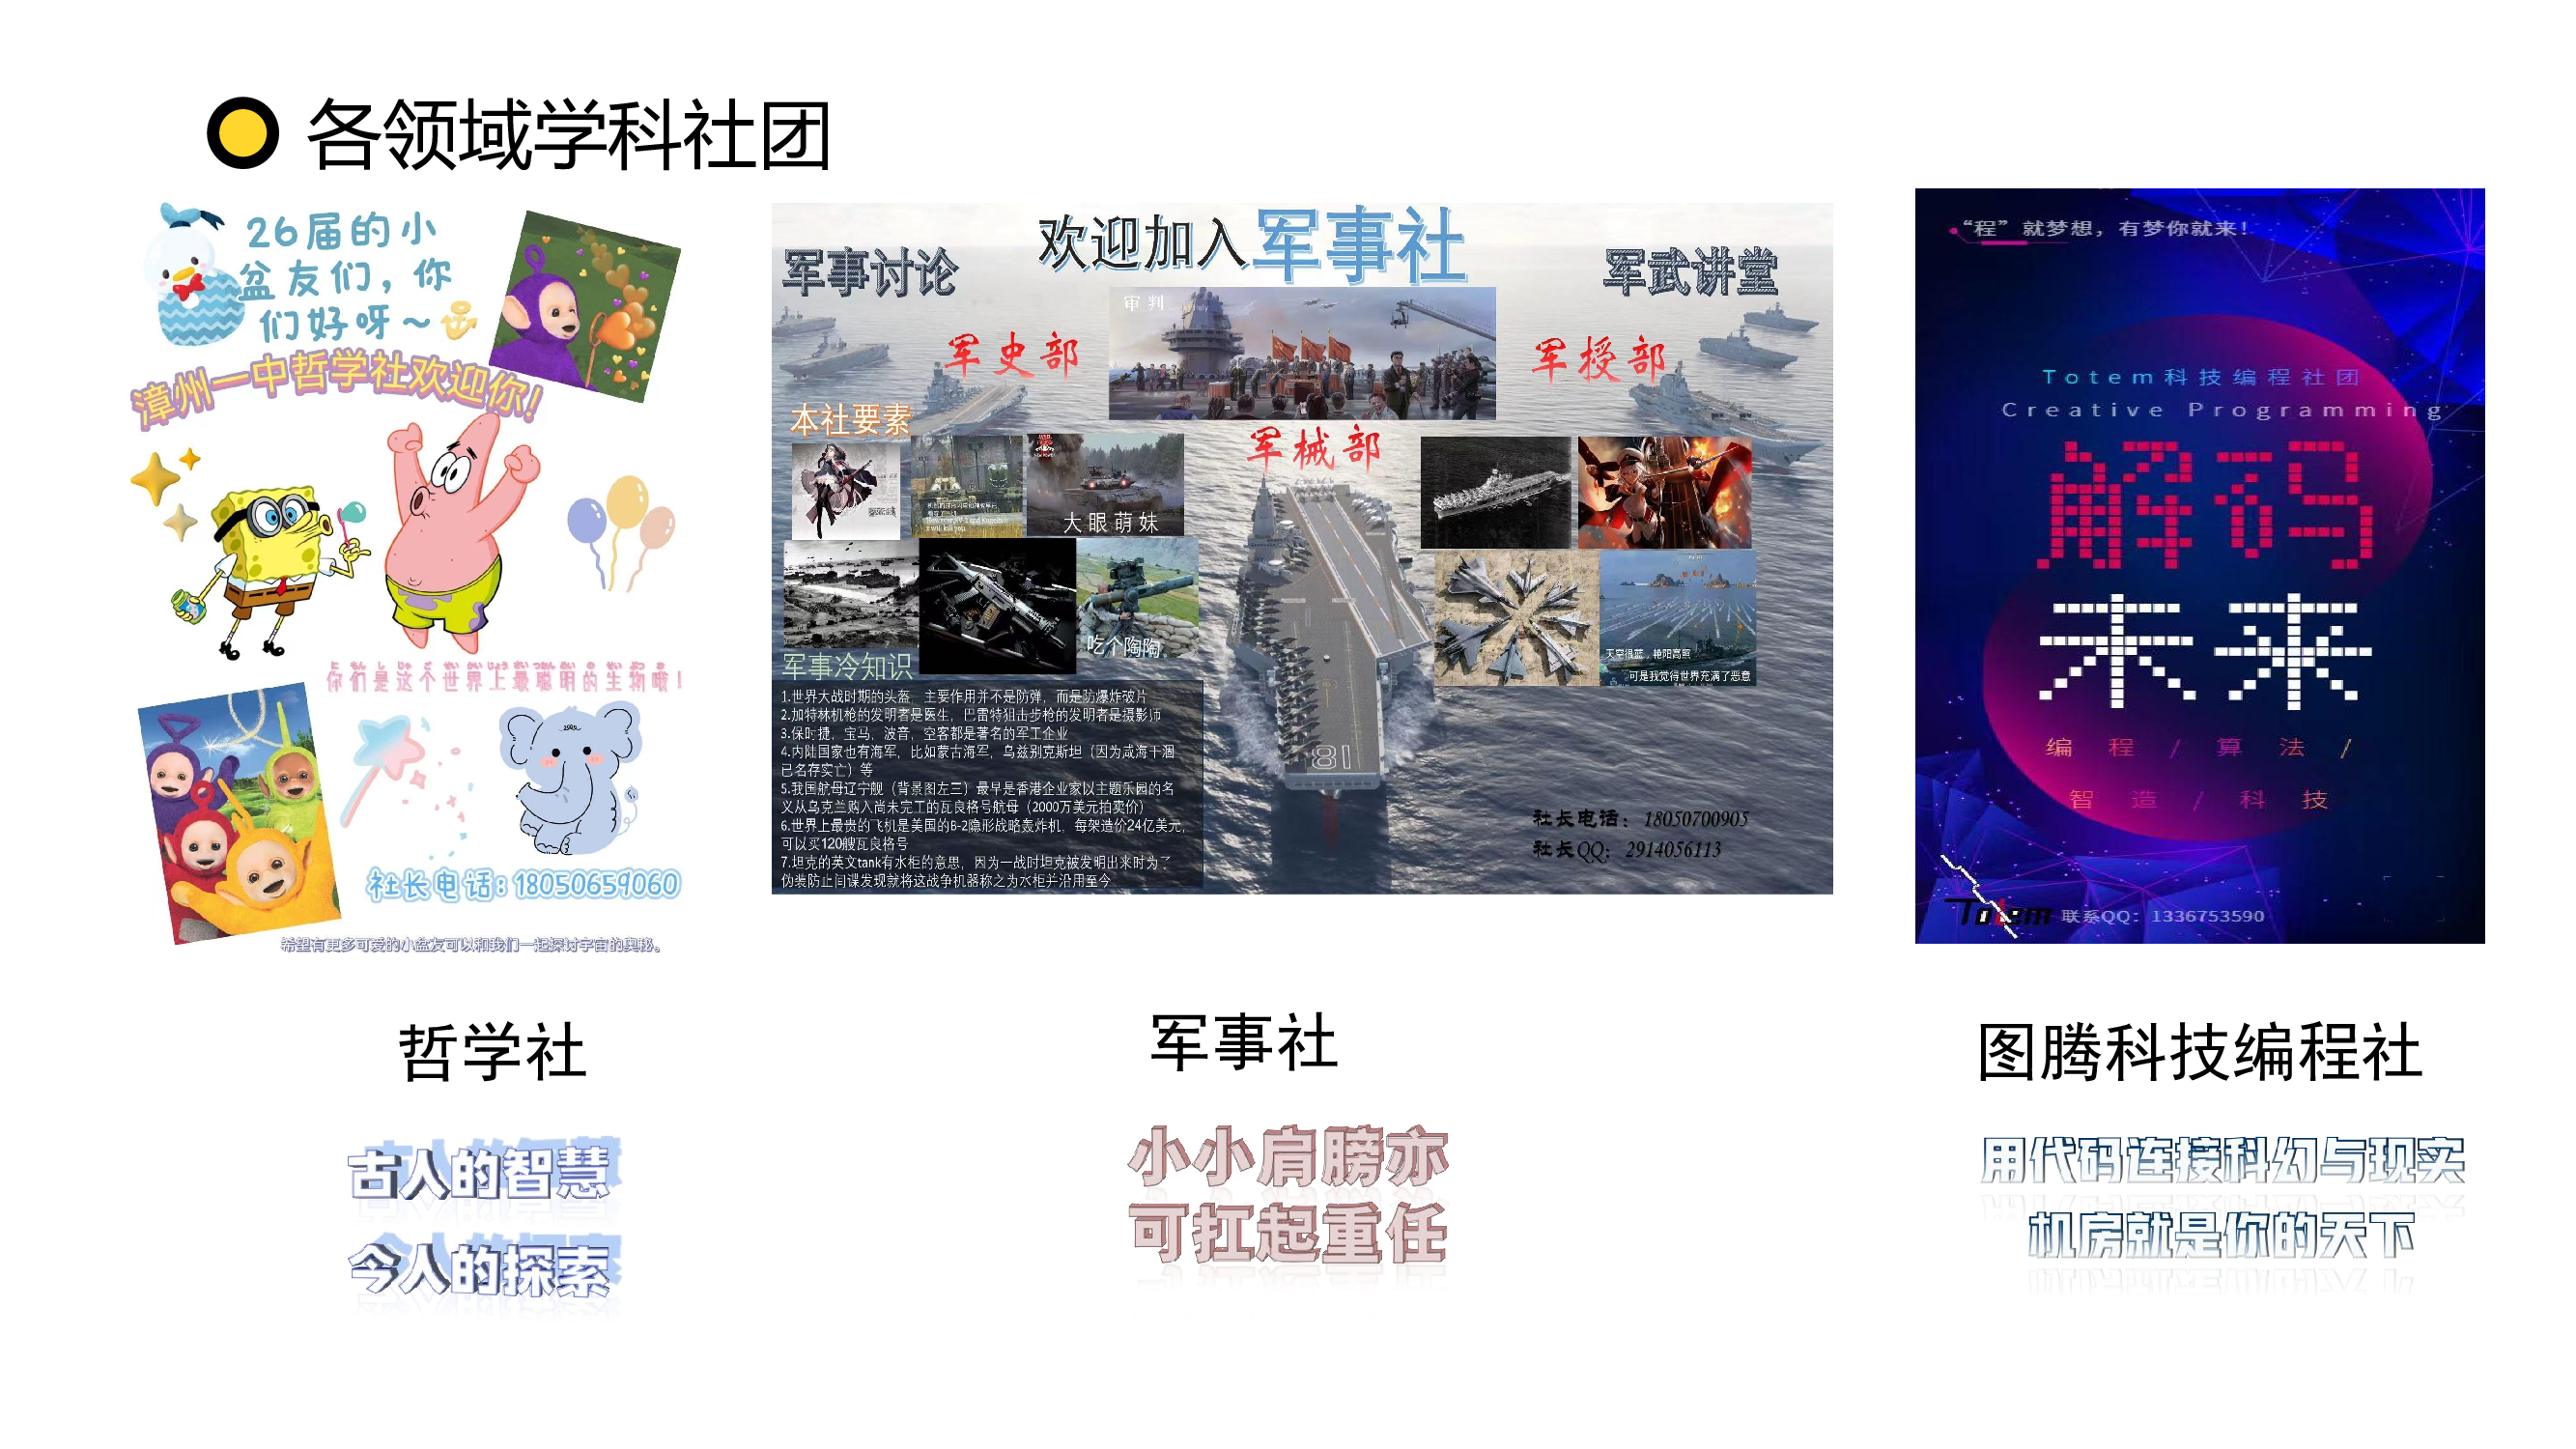 各领域学科社团
26届的小
盆友们，你
们好呀～
漳州一中哲学社欢迎你！
你们是这个世界上最聪明的生物哦！
社长电话：18050659060
希望有更多可爱的小盆友可以和我们一起探讨宇宙的奥秘。
欢迎加入军事社
军事讨论
军武讲堂
审判
军史部
军授部
本社要素
军械部
大眼萌妹
吃个陶陶
天空很蓝，艳阳高照
可是我觉得世界充满了恶意
军事冷知识
1.世界大战时期的头盔，主要作用并不是防弹，而是防爆炸破片
2.加特林机枪的发明者是医生，巴雷特狙击步枪的发明者是摄影师
3.保时捷，宝马，波音，空客都是著名的军工企业
4.内陆国家也有海军，比如蒙古海军，乌兹别克斯坦（因为咸海干涸
已名存实亡）等
5.我国航母辽宁舰（背景图左三）最早是香港企业家以主题乐园的名
义从乌克兰购入尚未完工的瓦良格号航母（2000万美元拍卖价）
6.世界上最贵的飞机是美国的B-2隐形战略轰炸机，每架造价24亿美元，
可以买120艘瓦良格号
7.坦克的英文tank有水柜的意思，因为一战时坦克被发明出来时为了
伪装防止间谍发现就将这战争机器称之为水柜并沿用至今
81
社长电话：18050700905
社长QQ：2914056113
“程”就梦想，有梦你就来！
Totem科技编程社团
Creative Programming
解码
未来
编程/算法/
智造/科技
Totem 联系QQ：1336753590
哲学社
军事社
图腾科技编程社
古人的智慧
今人的探索
小小肩膀亦
可扛起重任
用代码连接科幻与现实
机房就是你的天下